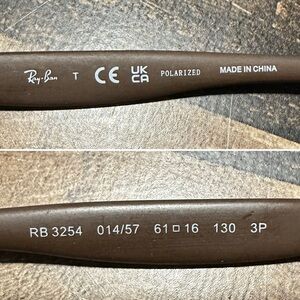 Ray-Ban T CE UK CA POLARIZED MADE IN CHINA
RB 3254 014/57 61□16 130 3P